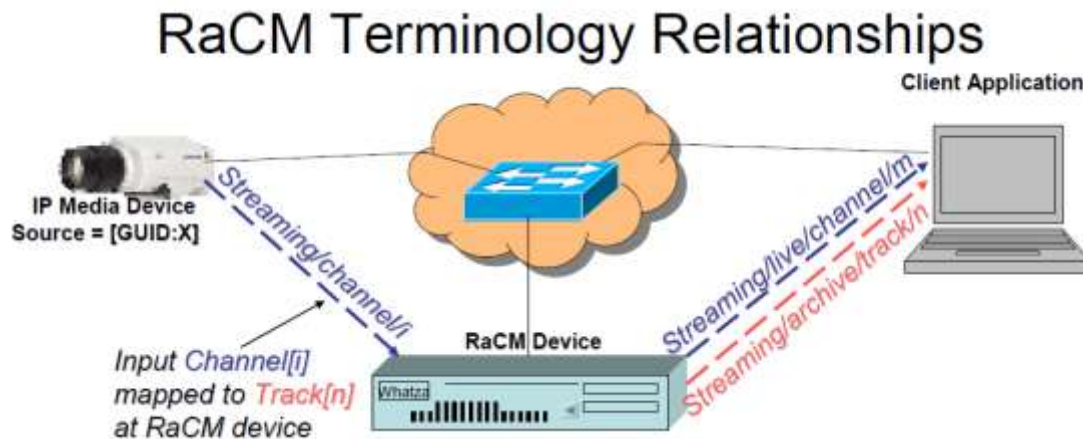 RaCM Terminology Relationships
Client Application
IP Media Device
Source = [GUID:X]
Streaming/channel/i
Streaming/live/channel/m
Streaming/archive/track/n
RaCM Device
Input Channel[i]
mapped to Track[n]
at RaCM device
Whatza